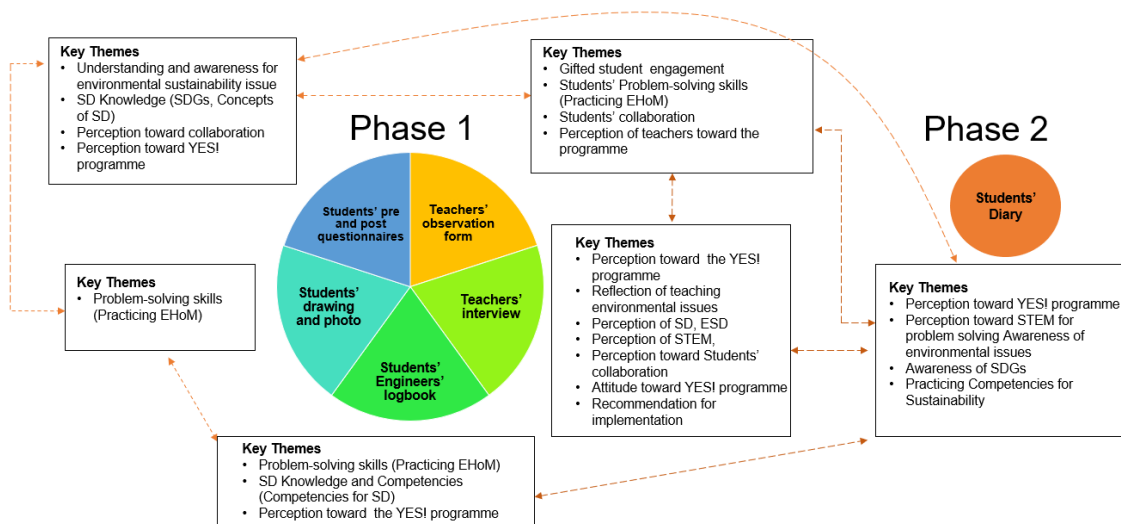 Key Themes
• Understanding and awareness for
environmental sustainability issue
• SD Knowledge (SDGs, Concepts
of SD)
• Perception toward collaboration
• Perception toward YES!
programme
Key Themes
• Gifted student engagement
• Students' Problem-solving skills
(Practicing EHoM)
• Students' collaboration
• Perception of teachers toward the
programme
Phase 1
Phase 2
Students' pre
and post
questionnaires
Teachers'
observation
form
Students'
drawing
and photo
Teachers'
interview
Students'
Engineers'
logbook
Students'
Diary
Key Themes
• Problem-solving skills
(Practicing EHoM)
Key Themes
• Perception toward the YES!
programme
• Reflection of teaching
environmental issues
• Perception of SD, ESD
• Perception of STEM,
• Perception toward Students'
collaboration
• Attitude toward YES! programme
• Recommendation for
implementation
Key Themes
• Perception toward YES! programme
• Perception toward STEM for
problem solving Awareness of
environmental issues
• Awareness of SDGs
• Practicing Competencies for
Sustainability
Key Themes
• Problem-solving skills (Practicing EHoM)
• SD Knowledge and Competencies
(Competencies for SD)
• Perception toward the YES! programme